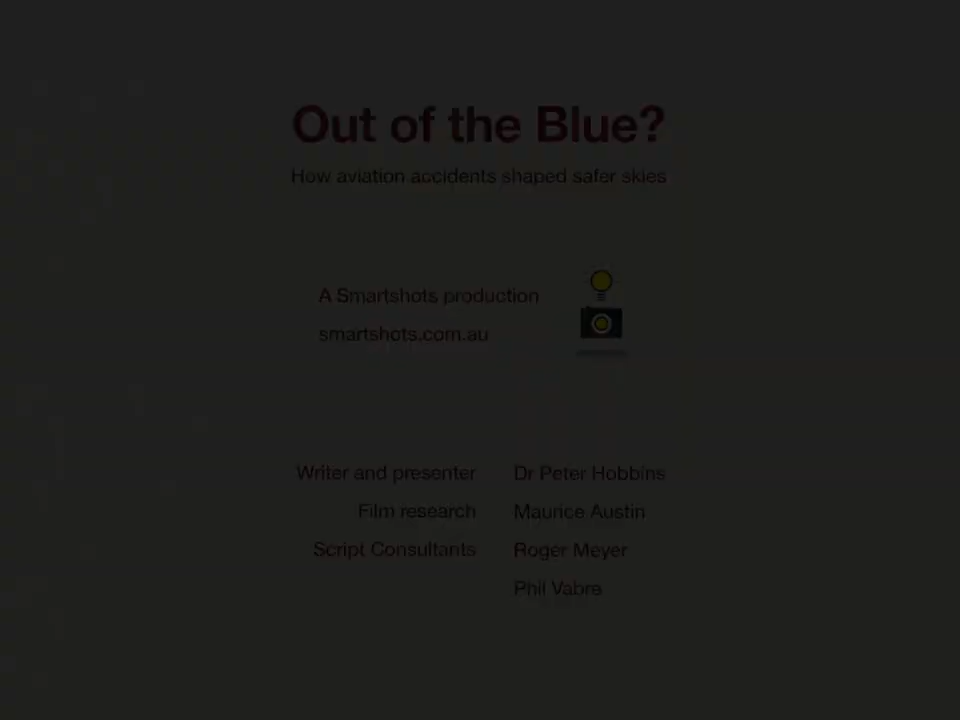 Out of the Blue?
How aviation accidents shaped safer skies
A Smartshots production
smartshots.com.au
Writer and presenter Dr Peter Hobbins
Film research Maurice Austin
Script Consultants Roger Meyer
Phil Vabre